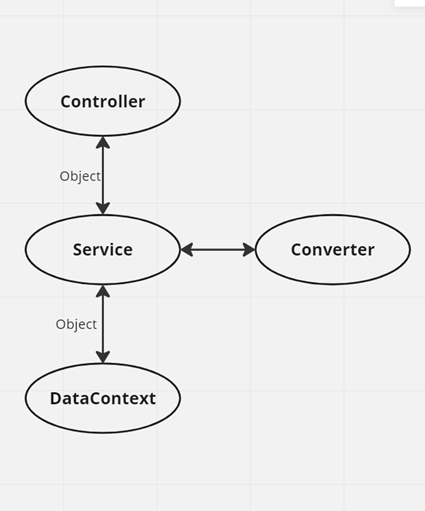 Controller
Object
Service
Converter
Object
DataContext